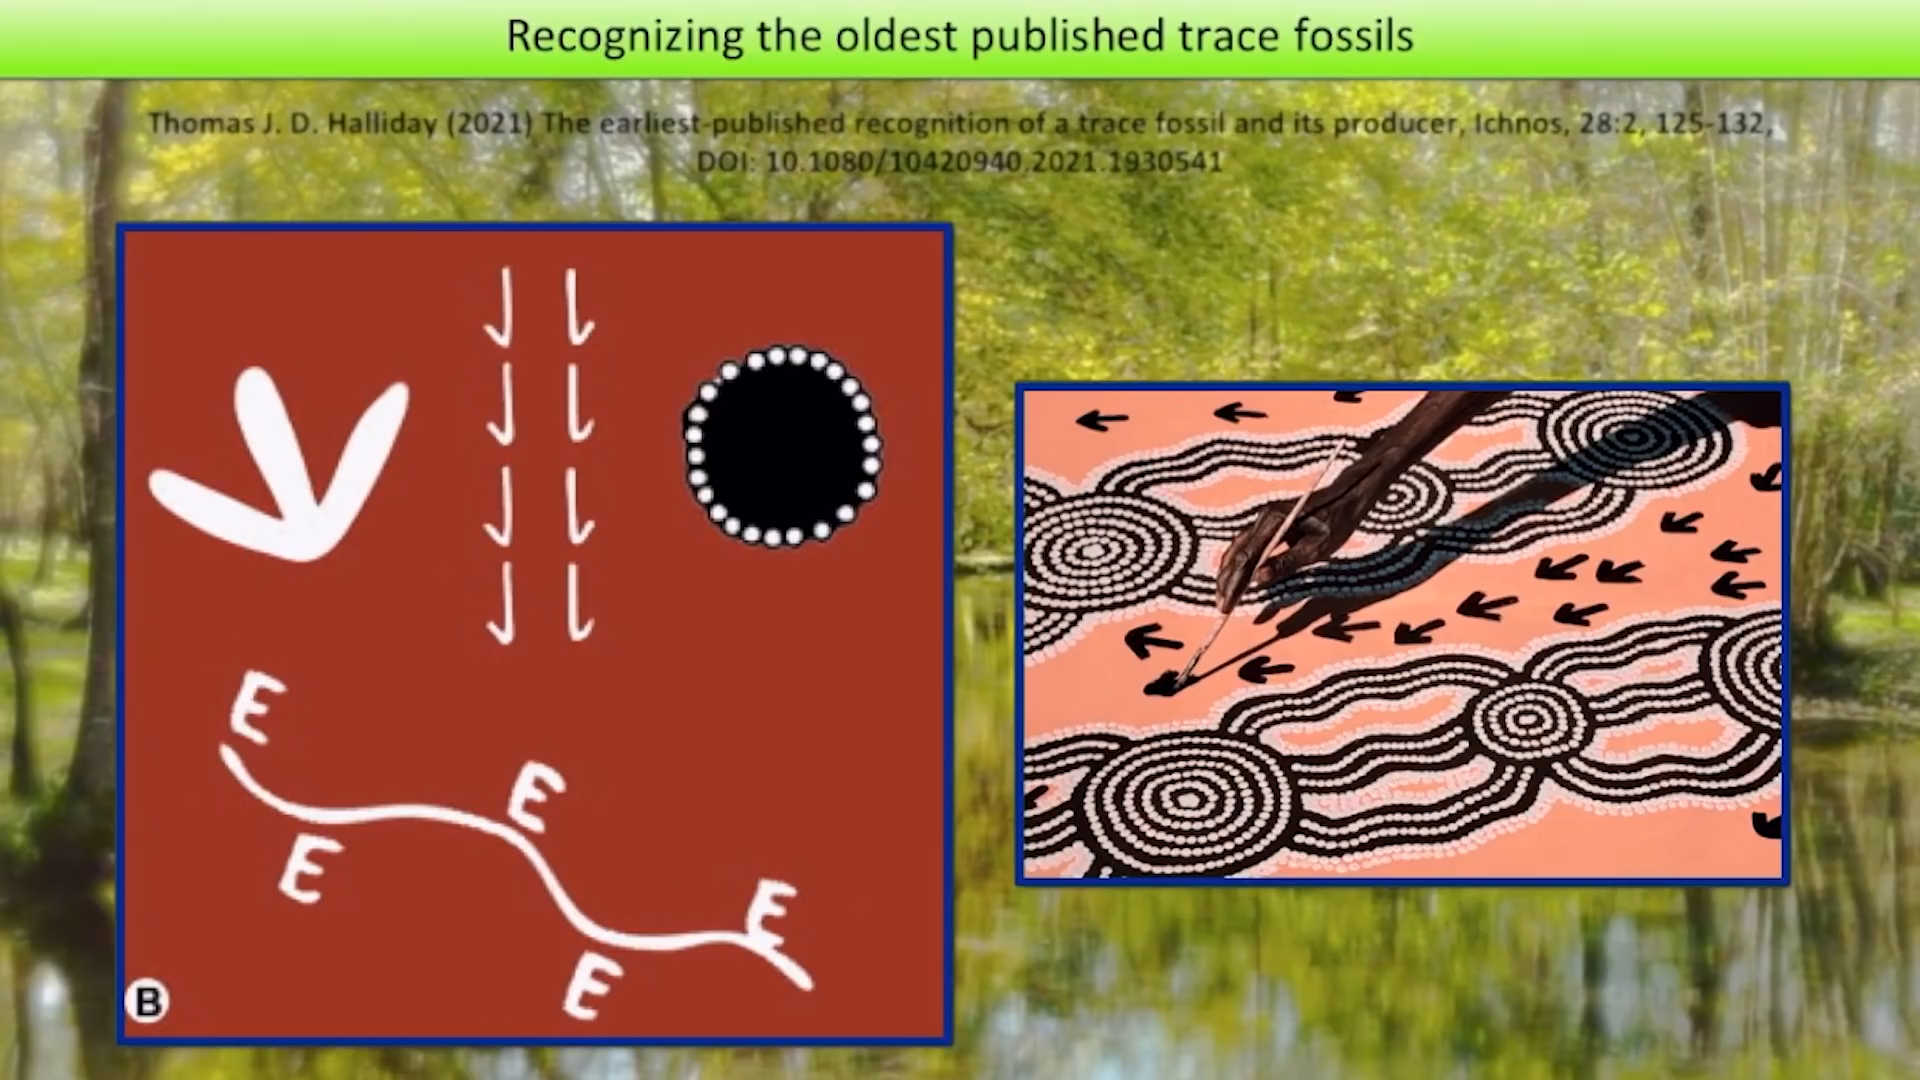 Recognizing the oldest published trace fossils
Thomas J. D. Halliday (2021) The earliest-published recognition of a trace fossil and its producer, Ichnos, 28:2, 125-132,
DOI: 10.1080/10420940.2021.1930541
B